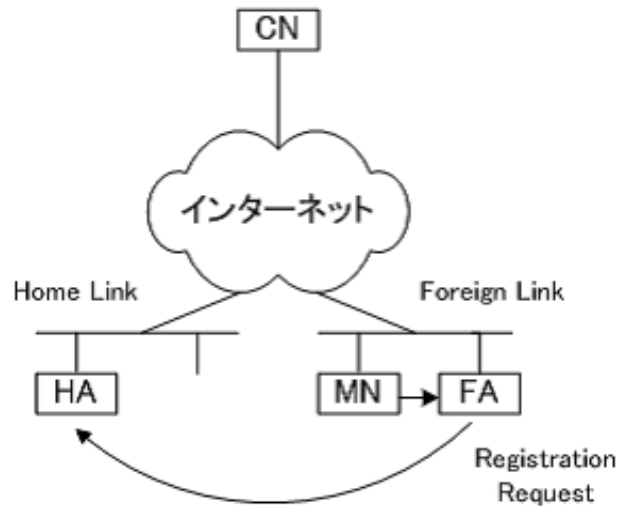 CN
インターネット
Home Link
Foreign Link
HA
MN
FA
Registration
Request